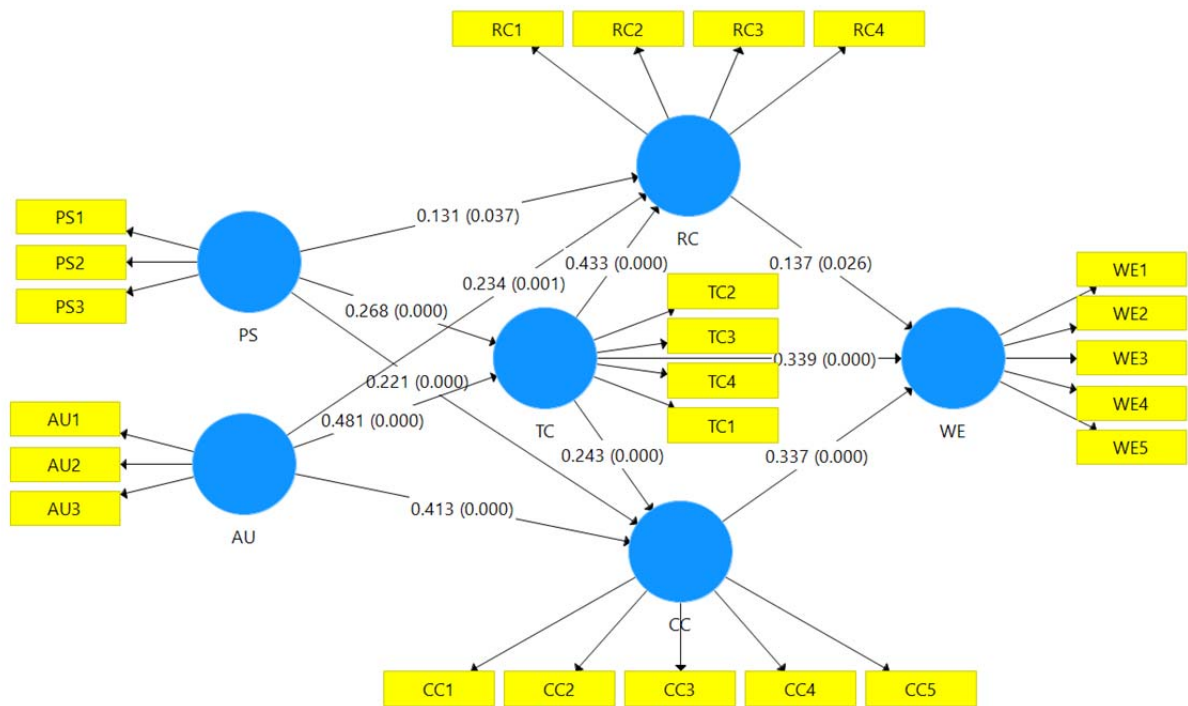 RC1 RC2 RC3 RC4
RC
PS1
PS2
PS3
PS
0.131 (0.037)
0.234 (0.001)
0.433 (0.000)
0.137 (0.026)
0.268 (0.000)
TC2
TC3
TC4
TC1
TC
0.339 (0.000)
WE1
WE2
WE3
WE4
WE5
WE
0.221 (0.000)
0.481 (0.000)
AU1
AU2
AU3
AU
0.243 (0.000)
0.337 (0.000)
0.413 (0.000)
CC
CC1 CC2 CC3 CC4 CC5